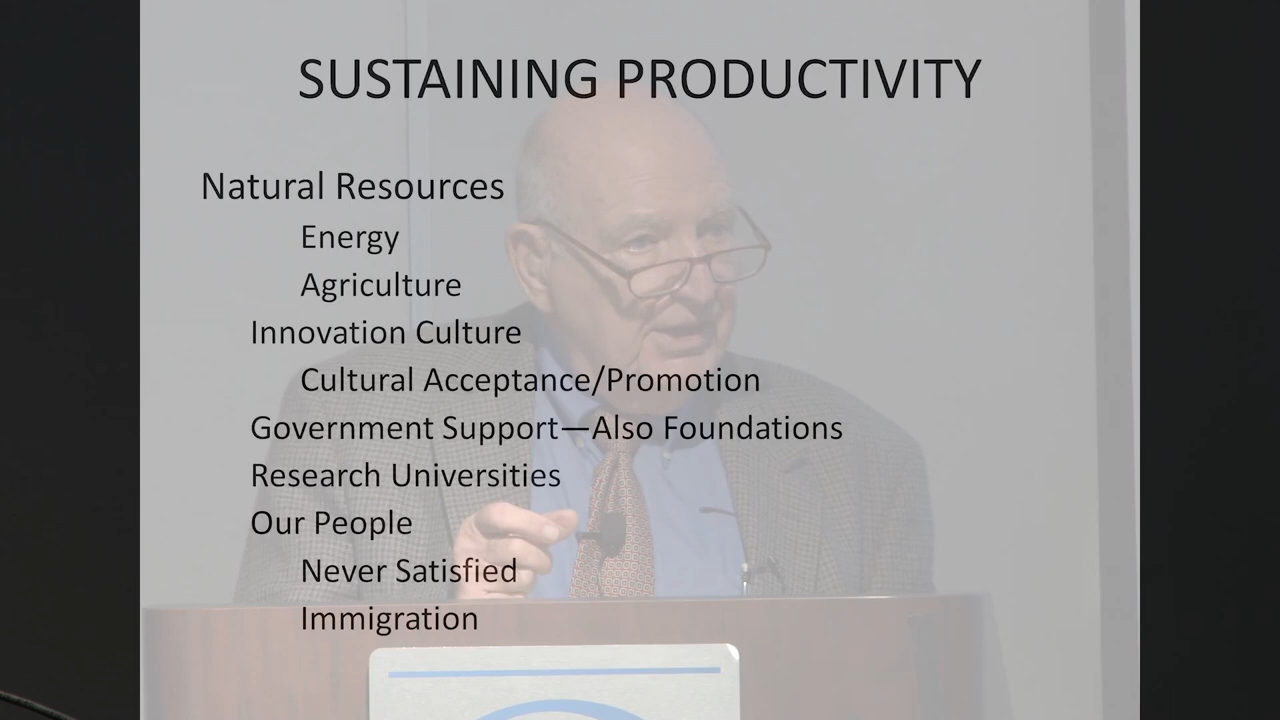 SUSTAINING PRODUCTIVITY
Natural Resources
Energy
Agriculture
Innovation Culture
Cultural Acceptance/Promotion
Government Support—Also Foundations
Research Universities
Our People
Never Satisfied
Immigration